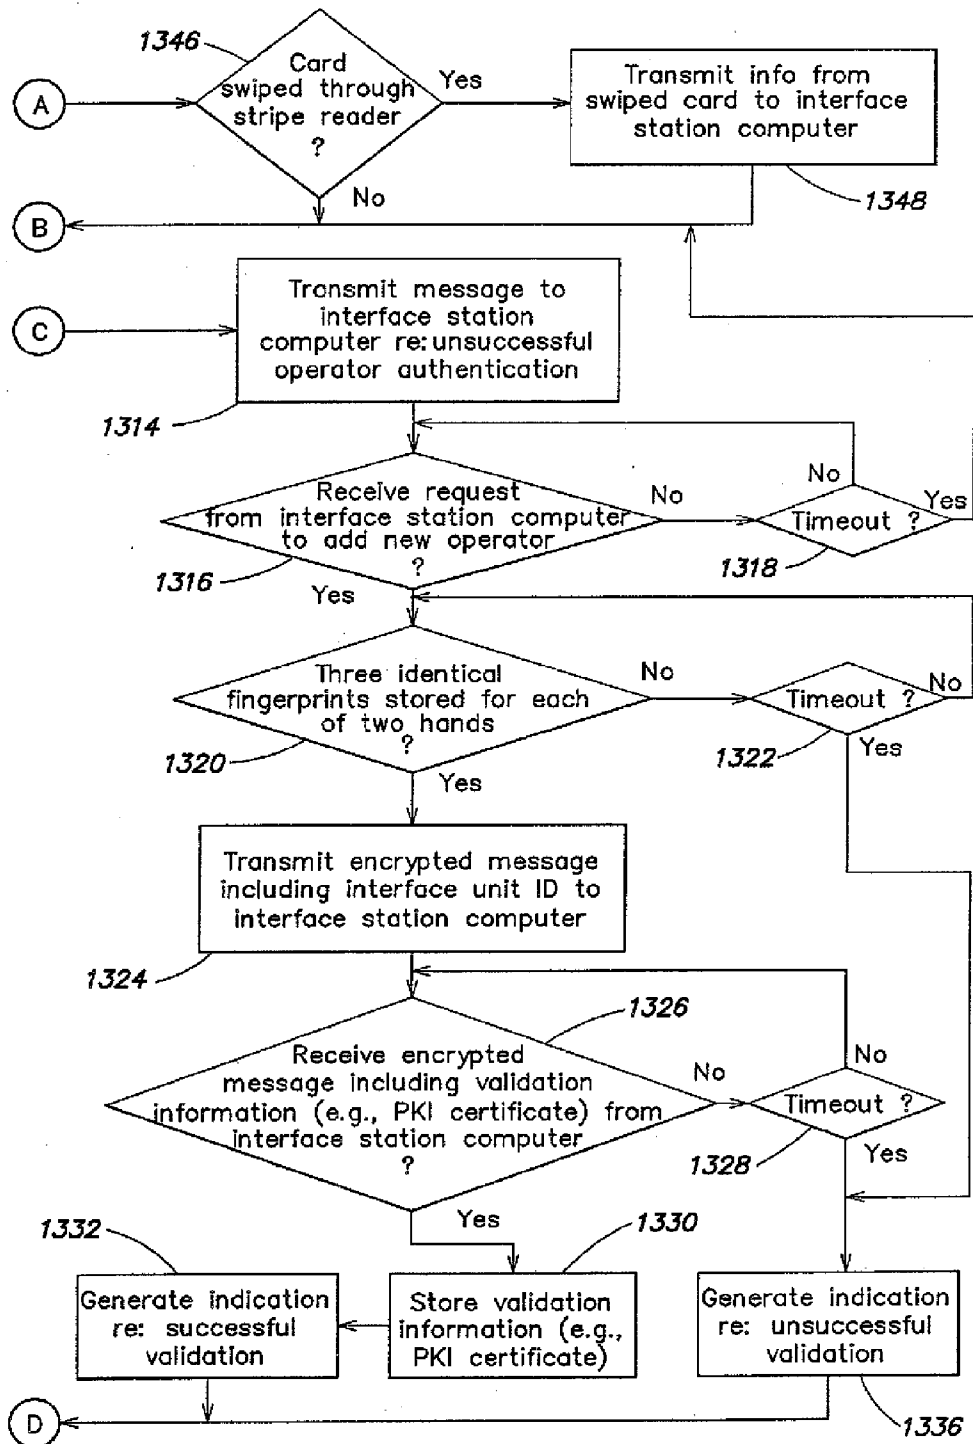 1346
Card
swiped through
stripe reader
?
Yes
No
A
Transmit info from
swiped card to interface
station computer
1348
B
C
Transmit message to
interface station
computer re: unsuccessful
operator authentication
1314
Receive request
from interface station computer
to add new operator
?
1316
No
Yes
Timeout ?
No
Yes
1318
Three identical
fingerprints stored for each
of two hands
?
1320
No
Yes
Timeout ?
No
1322
Yes
Transmit encrypted message
including interface unit ID to
interface station computer
1324
1326
Receive encrypted
message including validation
information (e.g., PKI certificate) from
interface station computer
?
No
Yes
No
Timeout ?
1328
Yes
1332
Generate indication
re: successful
validation
1330
Store validation
information (e.g.,
PKI certificate)
Generate indication
re: unsuccessful
validation
1336
D